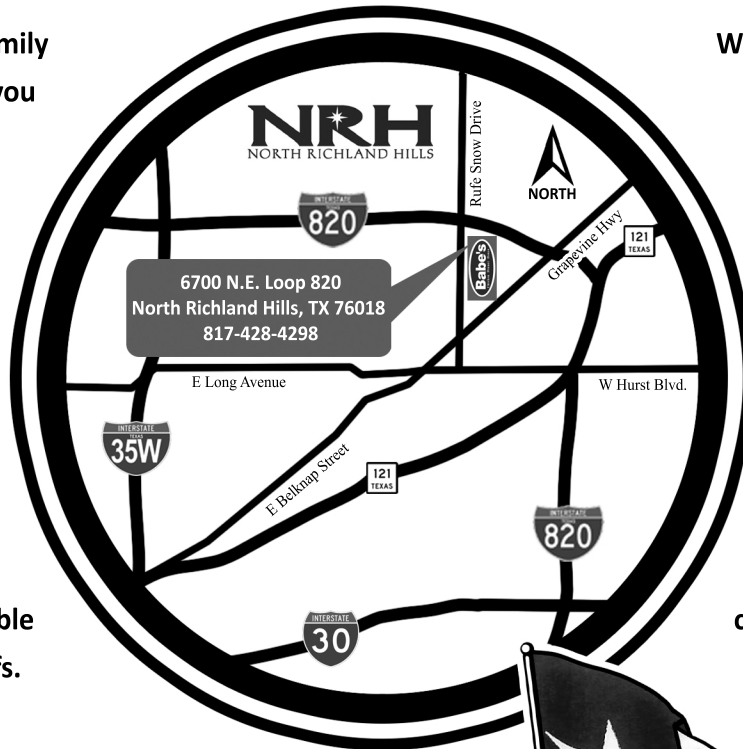 mily
W
you
NRH
NORTH RICHLAND HILLS
Rufe Snow Drive
NORTH
INTERSTATE
TEXAS
820
Grapevine Hwy
121
TEXAS
Babe's
6700 N.E. Loop 820
North Richland Hills, TX 76018
817-428-4298
E Long Avenue
W Hurst Blvd.
INTERSTATE
TEXAS
35W
E Belknap Street
121
TEXAS
INTERSTATE
TEXAS
820
INTERSTATE
30
ble
fs.